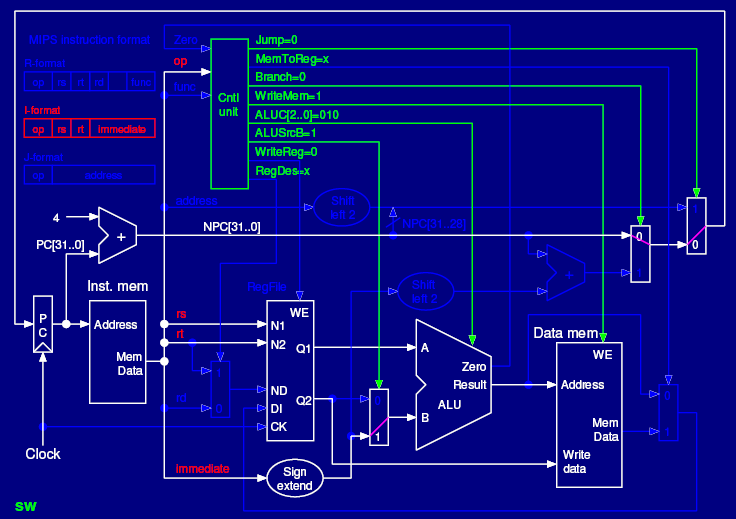 MIPS instruction format
R-format
op rs rt rd func
I-format
op rs rt immediate
J-format
op address
Zero
op
func
Cntl
unit
Jump=0
MemToReg=x
Branch=0
WriteMem=1
ALUC[2..0]=010
ALUSrcB=1
WriteReg=0
RegDes=x
address
Shift
left 2
NPC[31..28]
4
PC[31..0]
+
NPC[31..0]
0
1
1
0
+
Shift
left 2
Inst. mem
P
C
Address
Mem
Data
Clock
rs
rt
rd
immediate
1
0
RegFile
WE
N1
N2
ND
DI
CK
Q1
Q2
0
1
Sign
extend
A
B
Zero
Result
ALU
Data mem
WE
Address
Mem
Data
Write
data
0
1
sw